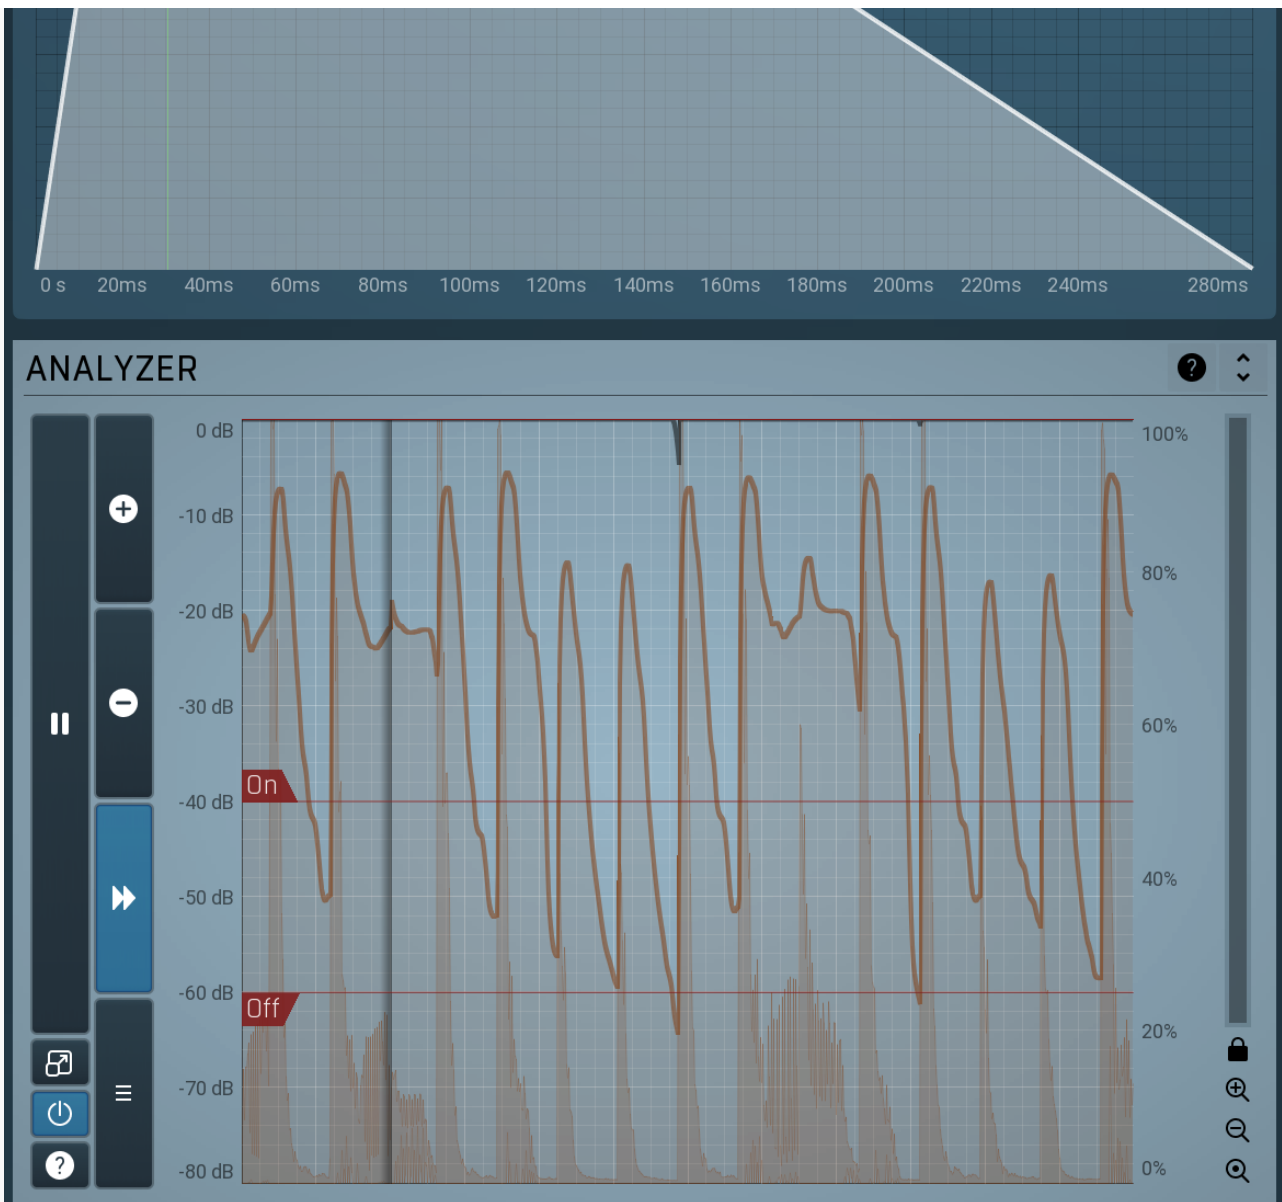 0 s 20ms 40ms 60ms 80ms 100ms 120ms 140ms 160ms 180ms 200ms 220ms 240ms 280ms
ANALYZER
0 dB
100%
-10 dB
80%
-20 dB
-30 dB
60%
On
-40 dB
40%
-50 dB
-60 dB
Off
20%
-70 dB
-80 dB
0%